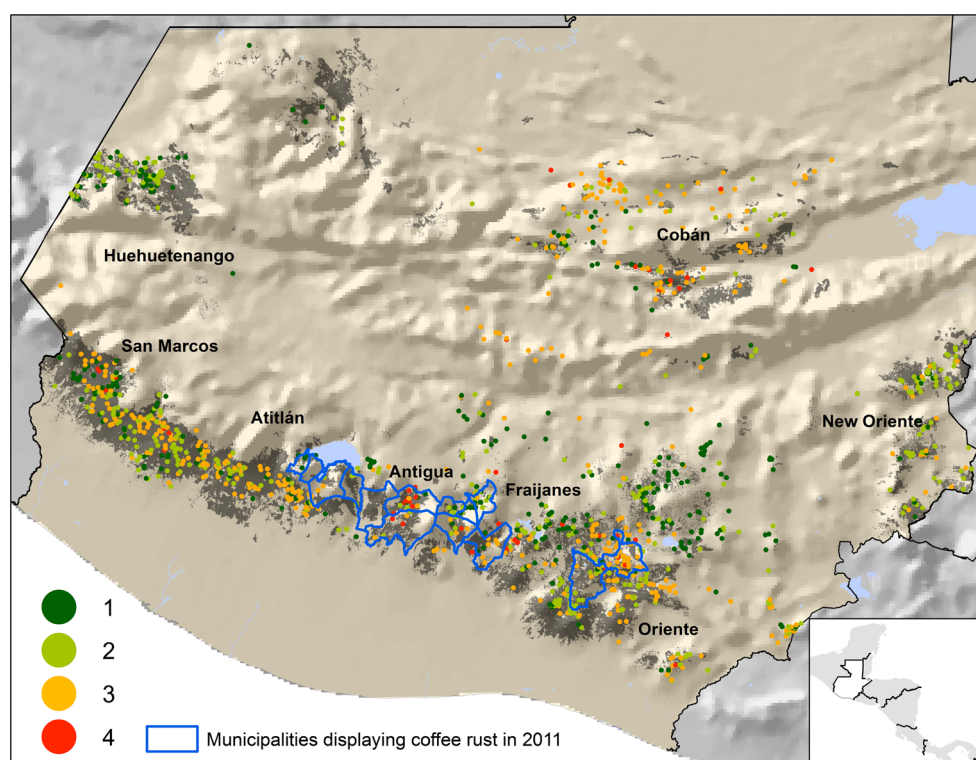 Cobán
Huehuetenango
San Marcos
Atitlán
New Oriente
Antigua
Fraijanes
Oriente
1
2
3
4
Municipalities displaying coffee rust in 2011